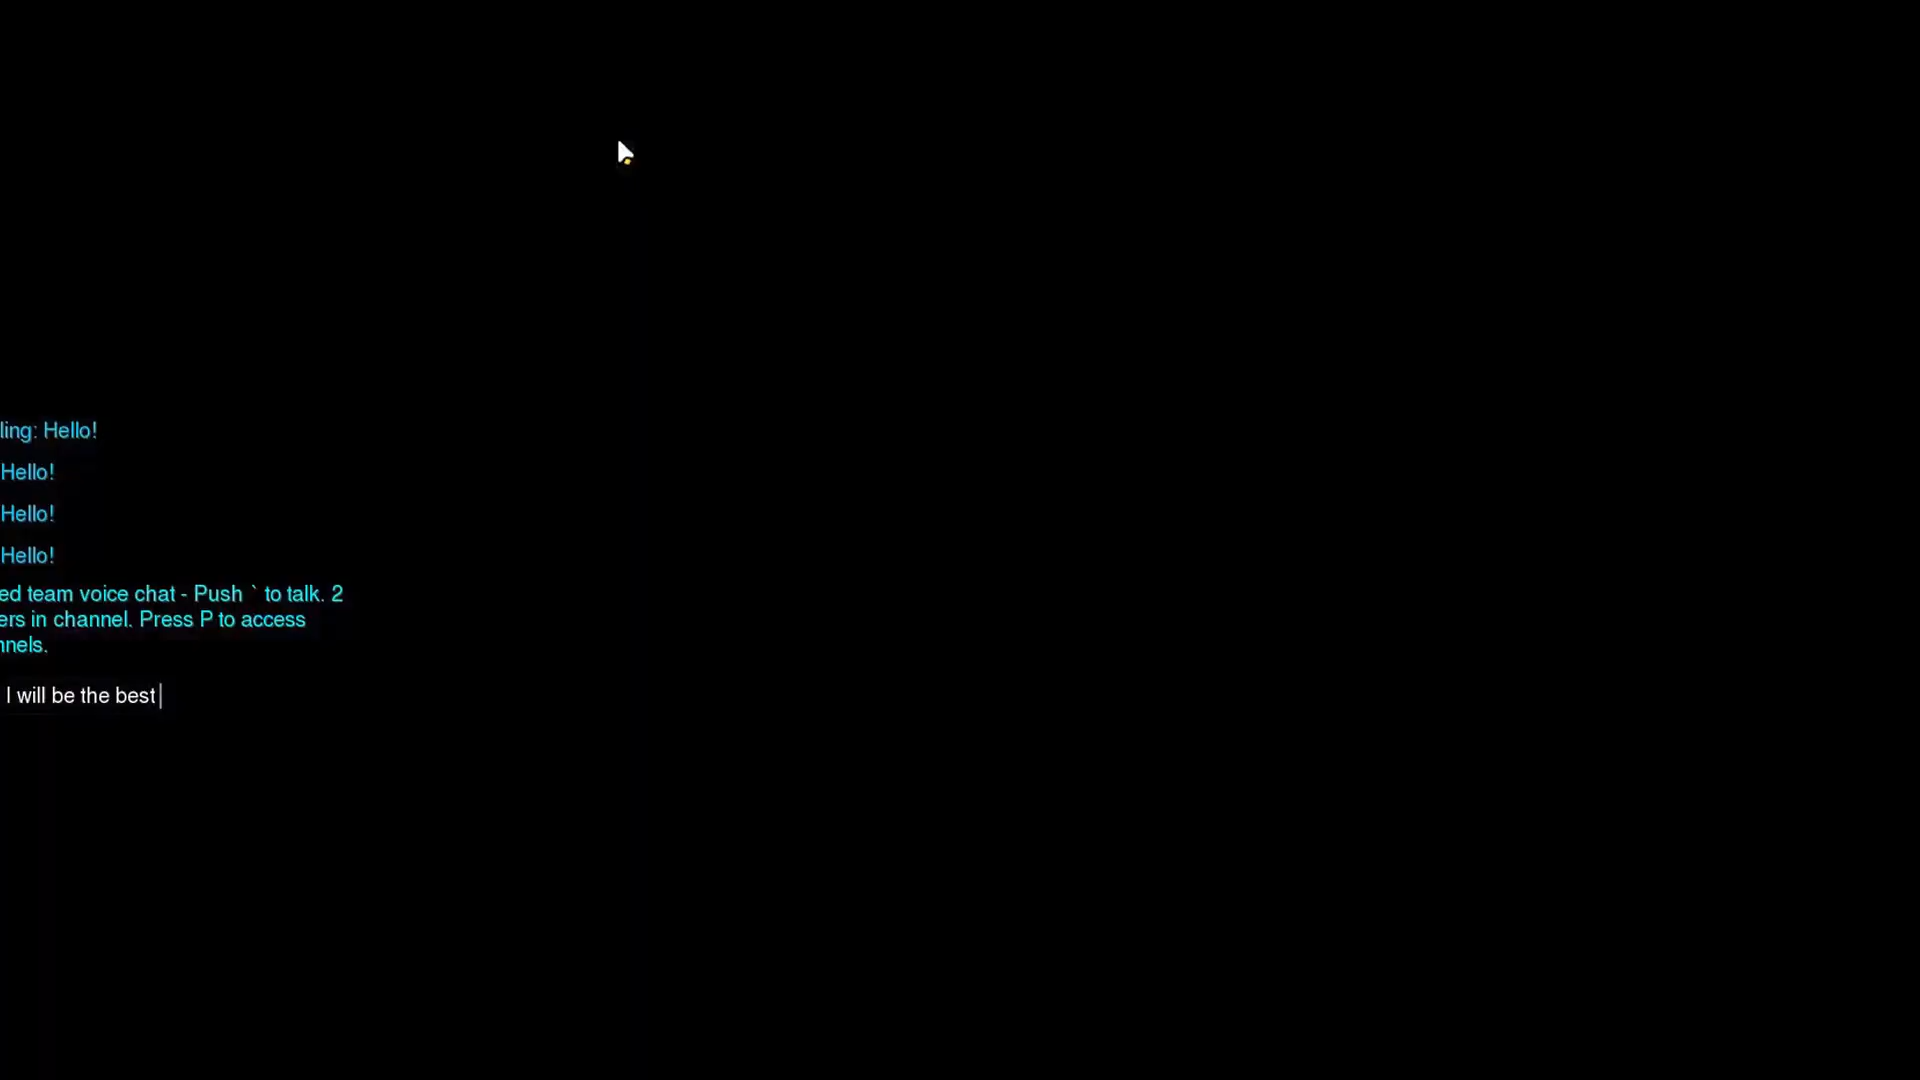 ling: Hello!
Hello!
Hello!
Hello!
ed team voice chat - Push ` to talk. 2
ers in channel. Press P to access
nnels.
I will be the best